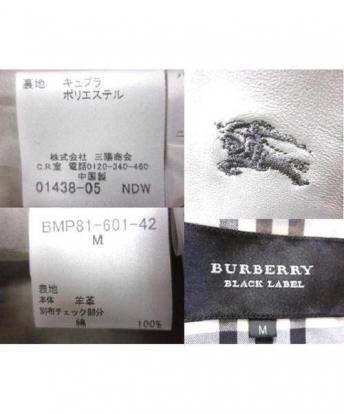 裏地 キュプラ
ポリエステル
株式会社 三陽商会
C.R室 電話0120-340-460
中国製
01438-05 NDW
BMP81-601-42
M
表地
本体 羊革
別布チェック部分
綿 100%
BURBERRY
BLACK LABEL
M